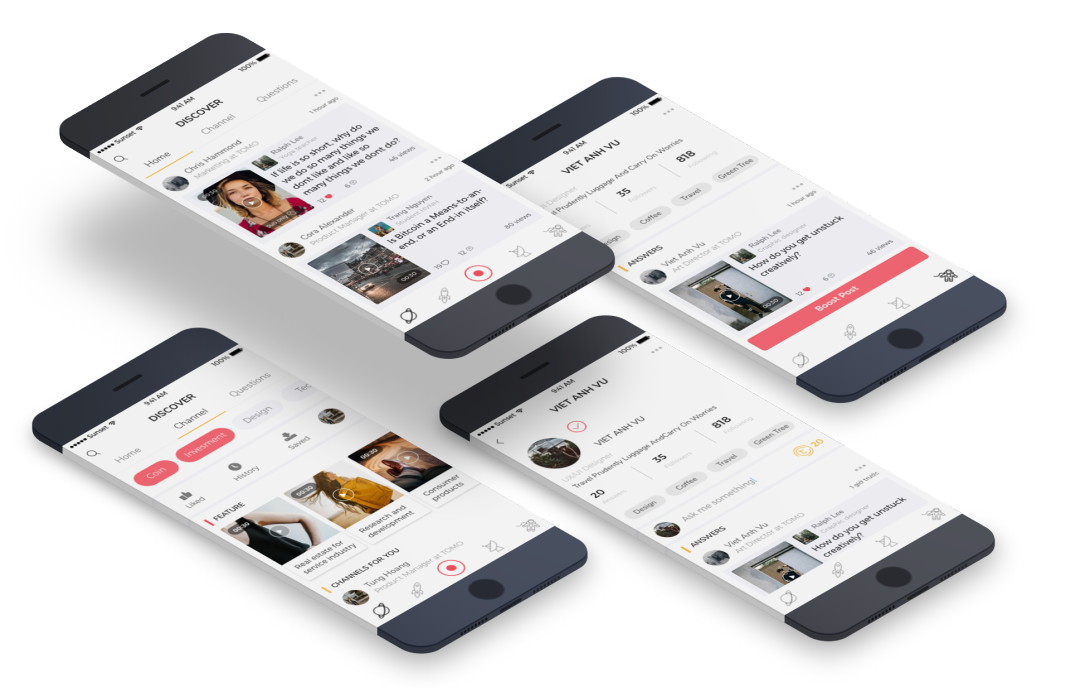 Sunset
9:41 AM
100%
DISCOVER
Home
Channel
Questions
Chris Hammond
Marketing at TOMO
1 hour ago
Ralph Lee
Yoga teacher
If life is so short, why do
we do so many things we
dont like and like so
many things we dont do?
00:30
12
6
46 views
Cora Alexander
Product Manager at TOMO
2 hour ago
Trang Nguyen
Is Bitcoin a Means-to-an-
end, or an End-in itself?
00:30
19
12
80 views
Sunset
9:41 AM
100%
VIET ANH VU
Designer
Prudently Luggage And Carry On Worries
35
818
Coffee
Travel
Green Tree
ANSWERS
Viet Anh Vu
Art Director at TOMO
1 hour ago
Ralph Lee
Graphic designer
How do you get unstuck
creatively?
00:30
12
6
46 views
Boost Post
Sunset
9:41 AM
100%
DISCOVER
Home
Channel
Questions
Coin
Invesment
Design
Liked
History
Saved
FEATURE
00:30
Real estate for
service industry
00:30
Research and
development
00:30
Consumer
products
CHANNELS FOR YOU
Tung Hoang
Product Manager at TOMO
Sunset
9:41 AM
100%
VIET ANH VU
VIET ANH VU
UX/UI Designer
Travel Prudently Luggage AndCarry On Worries
20
35
818
Design
Coffee
Travel
Green Tree
20
Ask me something!
ANSWERS
Viet Anh Vu
Art Director at TOMO
Ralph Lee
Graphic designer
How do you get unstuck
creatively?